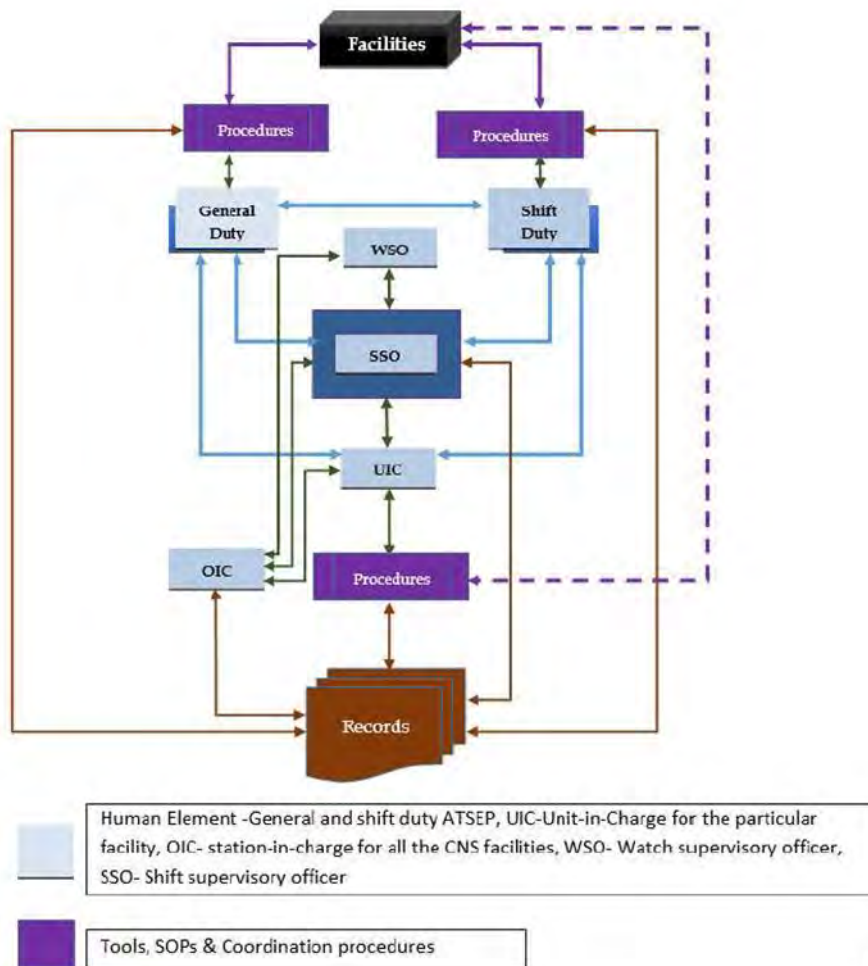 Facilities
Procedures
Procedures
General
Duty
Shift
Duty
WSO
SSO
UIC
OIC
Procedures
Records
Human Element -General and shift duty ATSEP, UIC-Unit-in-Charge for the particular
facility, OIC- station-in-charge for all the CNS facilities, WSO- Watch supervisory officer,
SSO- Shift supervisory officer
Tools, SOPs & Coordination procedures